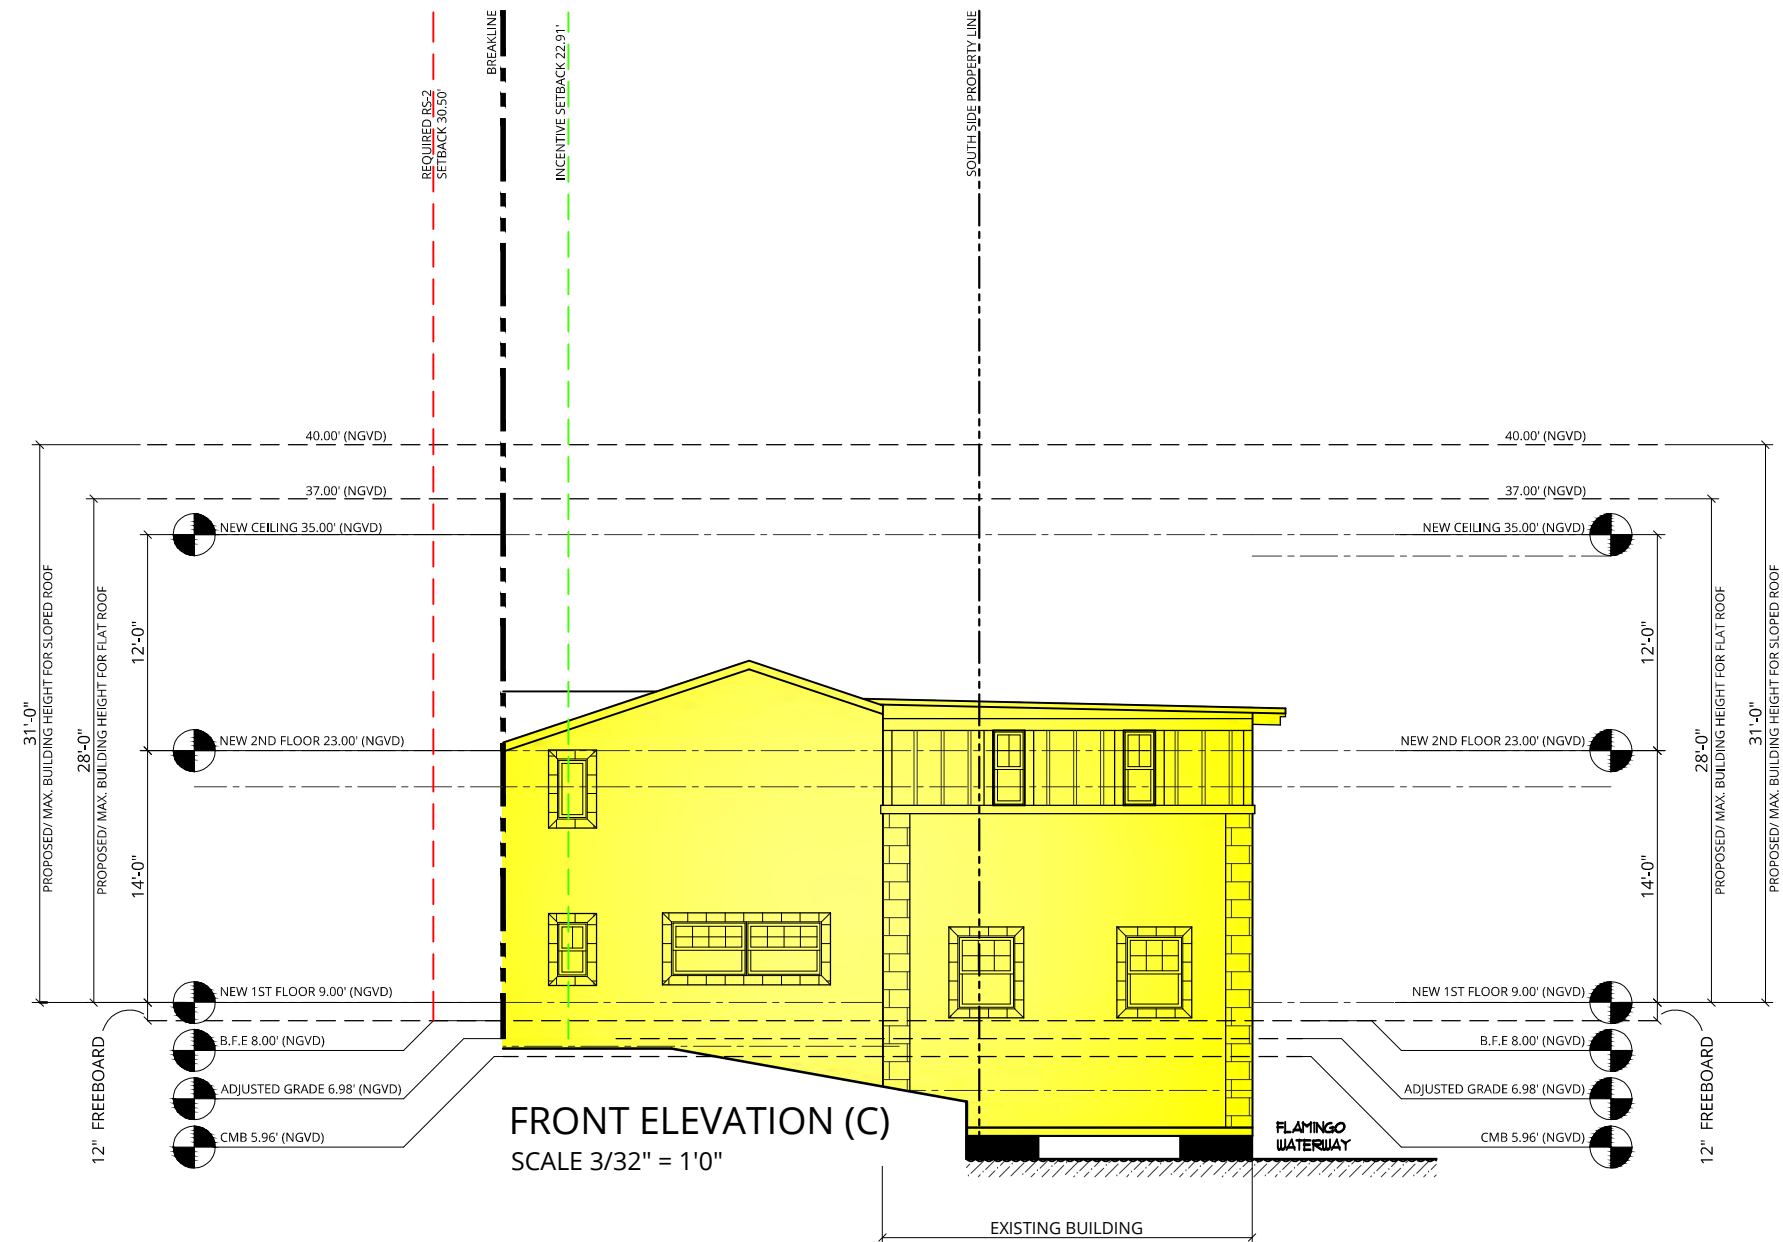 REQUIRED RS-2
SETBACK 30.50'
BREAKLINE
INCENTIVE SETBACK 22.91'
SOUTH SIDE PROPERTY LINE
40.00' (NGVD)
40.00' (NGVD)
37.00' (NGVD)
37.00' (NGVD)
NEW CEILING 35.00' (NGVD)
NEW CEILING 35.00' (NGVD)
31'-0"
PROPOSED/ MAX. BUILDING HEIGHT FOR SLOPED ROOF
28'-0"
PROPOSED/ MAX. BUILDING HEIGHT FOR FLAT ROOF
12'-0"
12'-0"
28'-0"
PROPOSED/ MAX. BUILDING HEIGHT FOR FLAT ROOF
31'-0"
PROPOSED/ MAX. BUILDING HEIGHT FOR SLOPED ROOF
NEW 2ND FLOOR 23.00' (NGVD)
NEW 2ND FLOOR 23.00' (NGVD)
14'-0"
14'-0"
NEW 1ST FLOOR 9.00' (NGVD)
NEW 1ST FLOOR 9.00' (NGVD)
12" FREEBOARD
B.F.E 8.00' (NGVD)
B.F.E 8.00' (NGVD)
12" FREEBOARD
ADJUSTED GRADE 6.98' (NGVD)
ADJUSTED GRADE 6.98' (NGVD)
CMB 5.96' (NGVD)
CMB 5.96' (NGVD)
FRONT ELEVATION (C)
SCALE 3/32" = 1'0"
FLAMINGO
WATERWAY
EXISTING BUILDING